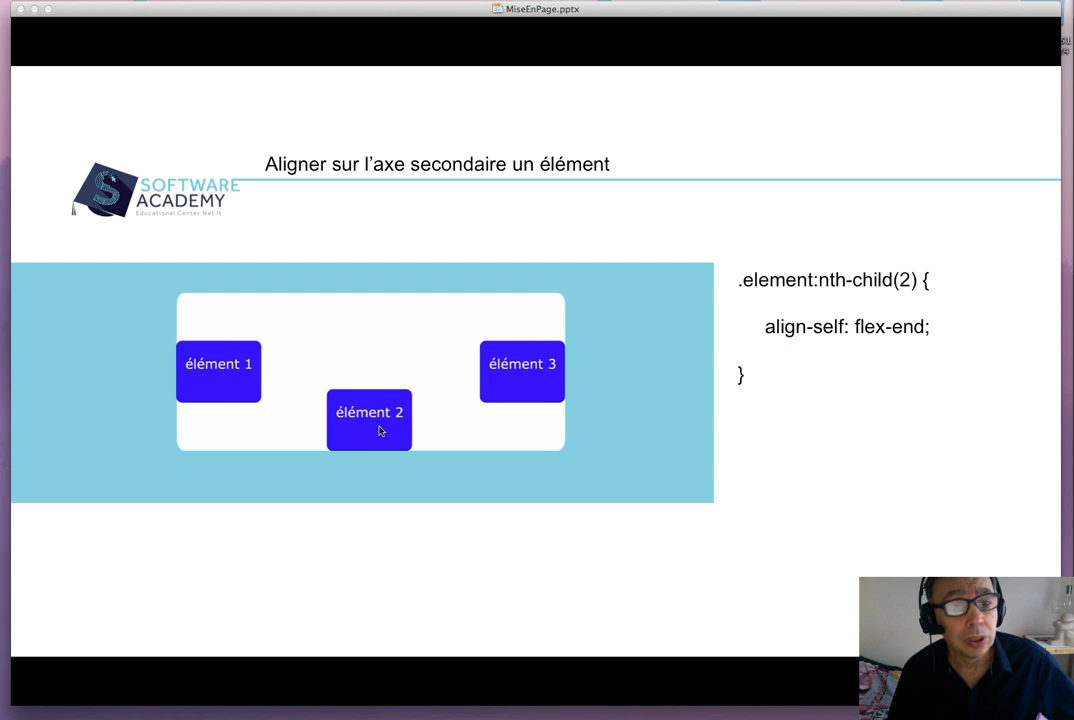 MiseEnPage.pptx
Aligner sur l’axe secondaire un élément
S
SOFTWARE
ACADEMY
Educational Center Net It
.element:nth-child(2) {
align-self: flex-end;
}
élément 1
élément 3
élément 2